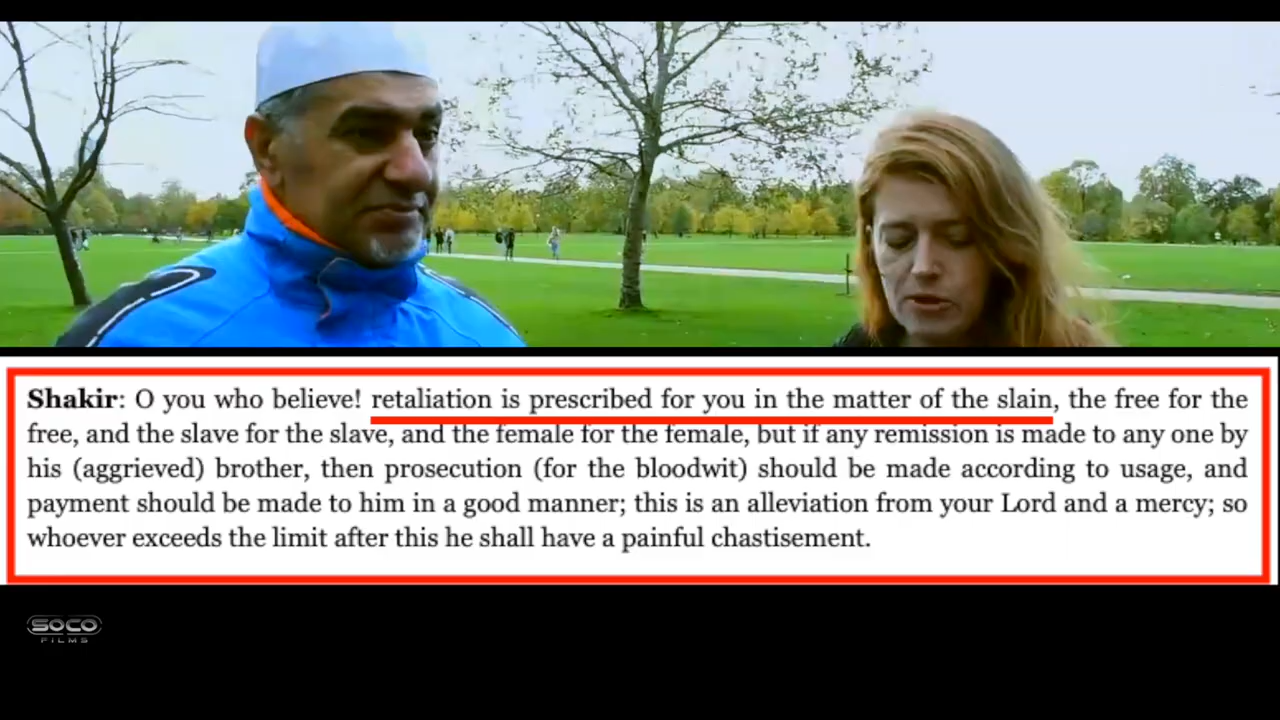 Shakir: O you who believe! retaliation is prescribed for you in the matter of the slain, the free for the
free, and the slave for the slave, and the female for the female, but if any remission is made to any one by
his (aggrieved) brother, then prosecution (for the bloodwit) should be made according to usage, and
payment should be made to him in a good manner; this is an alleviation from your Lord and a mercy; so
whoever exceeds the limit after this he shall have a painful chastisement.
SOCO
FILMS